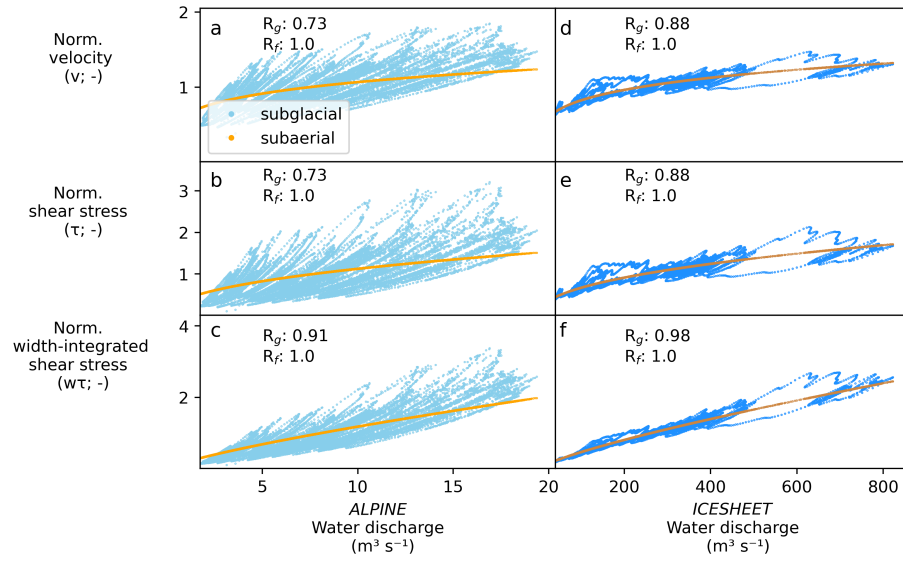 Norm.
velocity
(v; -)
2
1
a
R_g: 0.73
R_f: 1.0
subglacial
subaerial
d
R_g: 0.88
R_f: 1.0
Norm.
shear stress
(τ; -)
3
2
1
b
R_g: 0.73
R_f: 1.0
e
R_g: 0.88
R_f: 1.0
Norm.
width-integrated
shear stress
(wτ; -)
4
2
c
R_g: 0.91
R_f: 1.0
f
R_g: 0.98
R_f: 1.0
5 10 15 20
200 400 600 800
ALPINE
Water discharge
(m³ s⁻¹)
ICESHEET
Water discharge
(m³ s⁻¹)